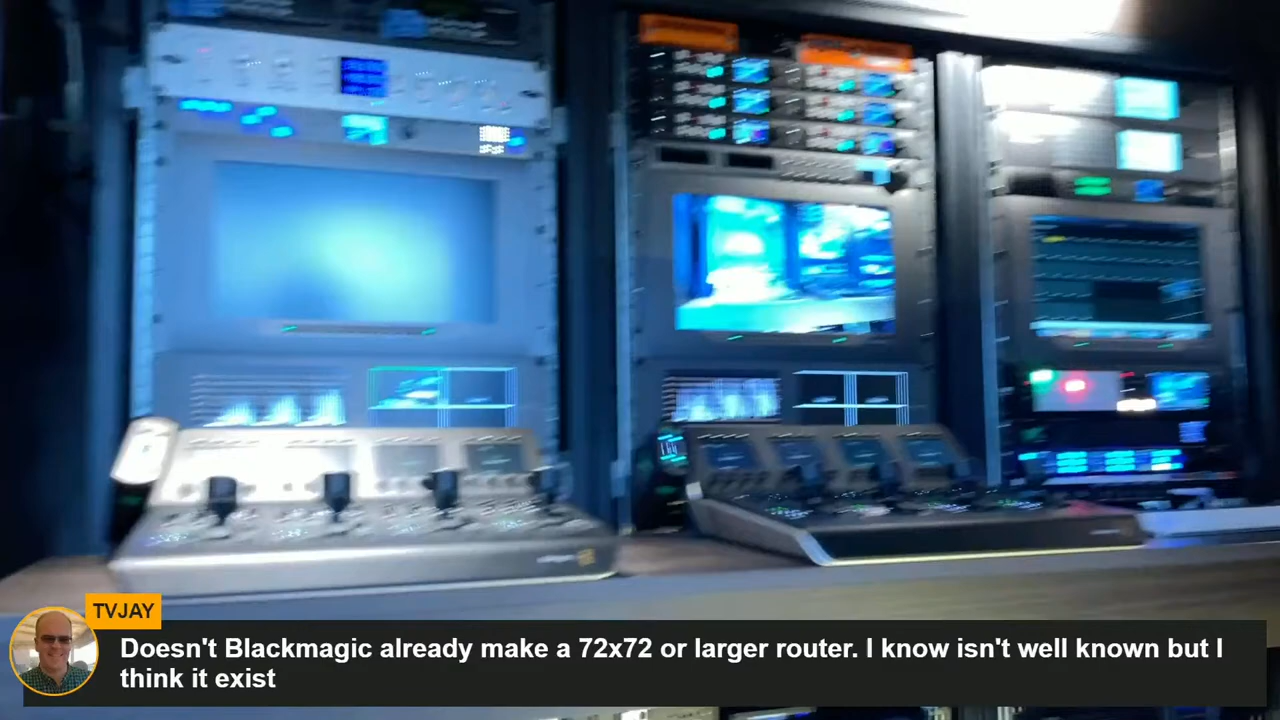 TVJAY
Doesn't Blackmagic already make a 72x72 or larger router. I know isn't well known but I
think it exist